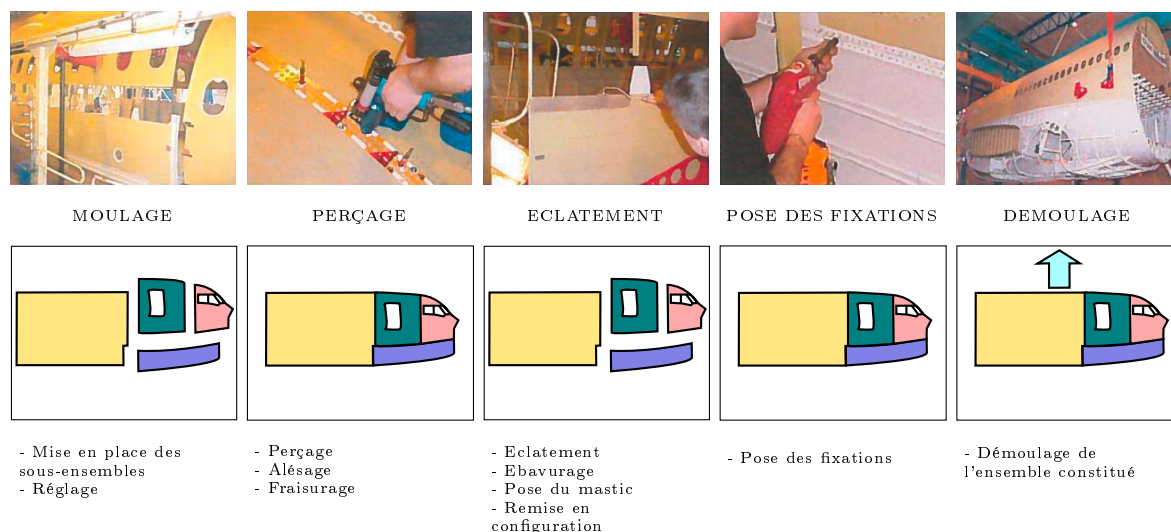 MOULAGE
PERÇAGE
ECLATEMENT
POSE DES FIXATIONS
DEMOULAGE
- Mise en place des
sous-ensembles
- Réglage
- Perçage
- Alésage
- Fraisurage
- Eclatement
- Ebavurage
- Pose du mastic
- Remise en
configuration
- Pose des fixations
- Démoulage de
l'ensemble constitué